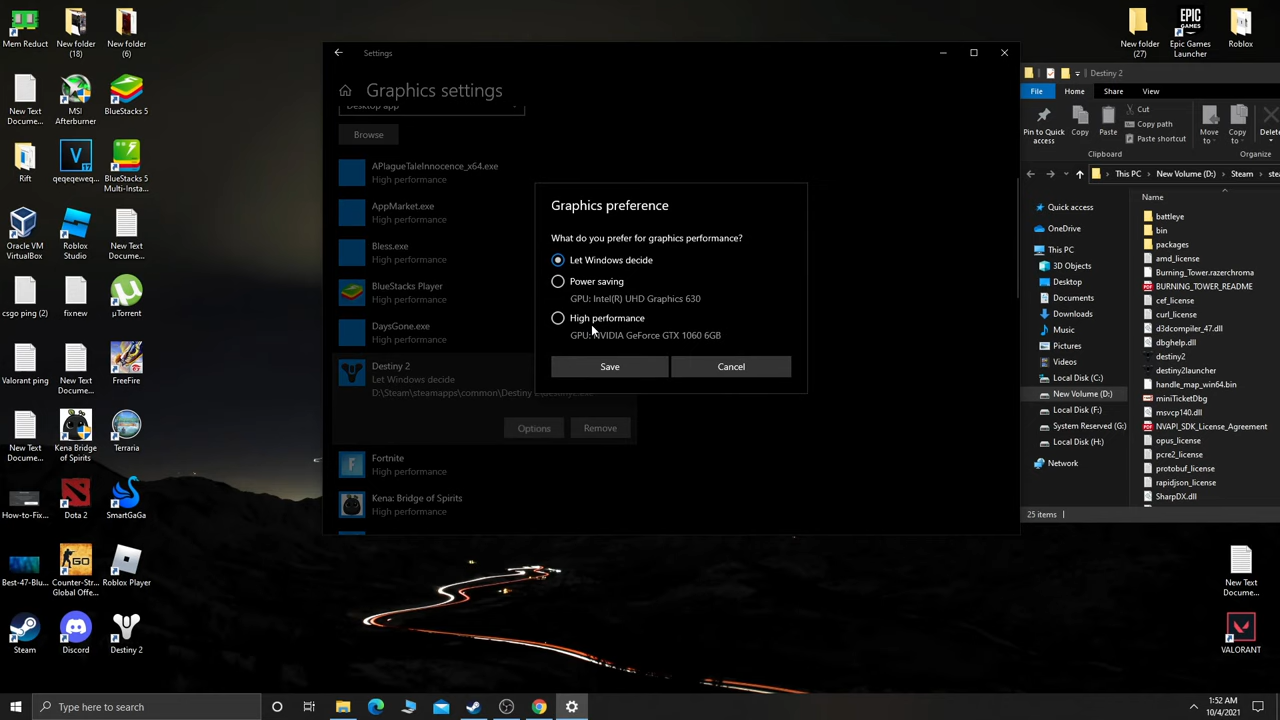 Mem Reduct
New folder (18)
New folder (6)
New Text Docume...
MSI Afterburner
BlueStacks 5
Rift
qeqeqeweq...
BlueStacks 5 Multi-Insta...
Oracle VM VirtualBox
Roblox Studio
New folder (23)
csgo ping (2)
fixnew
µTorrent
Valorant ping
New Text Docume...
FreeFire
New Text Docume...
Kena Bridge of Spirits
Terraria
How-to-Fix...
Dota 2
SmartGaGa
Best-47-Blu...
Counter-Str... Global Offe...
Roblox Player
Steam
Discord
Destiny 2
Settings
Graphics settings
Desktop app
Browse
APlagueTaleInnocence_x64.exe
High performance
AppMarket.exe
High performance
Bless.exe
High performance
BlueStacks Player
High performance
DaysGone.exe
High performance
Destiny 2
Let Windows decide
Options
Remove
Fortnite
High performance
Kena: Bridge of Spirits
High performance
Graphics preference
What do you prefer for graphics performance?
Let Windows decide
Power saving
GPU: Intel(R) UHD Graphics 630
High performance
GPU: NVIDIA GeForce GTX 1060 6GB
Save
Cancel
New folder (27)
Epic Games Launcher
EPIC GAMES
Roblox
Destiny 2
File
Home
Share
View
Pin to Quick access
Copy
Paste
Cut
Copy path
Paste shortcut
Move to
Copy to
Delete
Clipboard
Organize
This PC
New Volume (D:)
Steam
stea
Quick access
OneDrive
This PC
3D Objects
Desktop
Documents
Downloads
Music
Pictures
Videos
Local Disk (C:)
New Volume (D:)
Local Disk (F:)
System Reserved (G:)
Local Disk (H:)
Network
Name
battleye
bin
packages
amd_license
Burning_Tower.razerchroma
BURNING_TOWER_README
cef_license
curl_license
d3dcompiler_47.dll
dbghelp.dll
destiny2
destiny2launcher
handle_map_win64.bin
miniTicketDbg
msvcp140.dll
NVAPI_SDK_License_Agreement
opus_license
pcre2_license
protobuf_license
rapidjson_license
SharpDX.dll
25 items
New Text Docume...
VALORANT
Type here to search
1:52 AM
10/4/2021